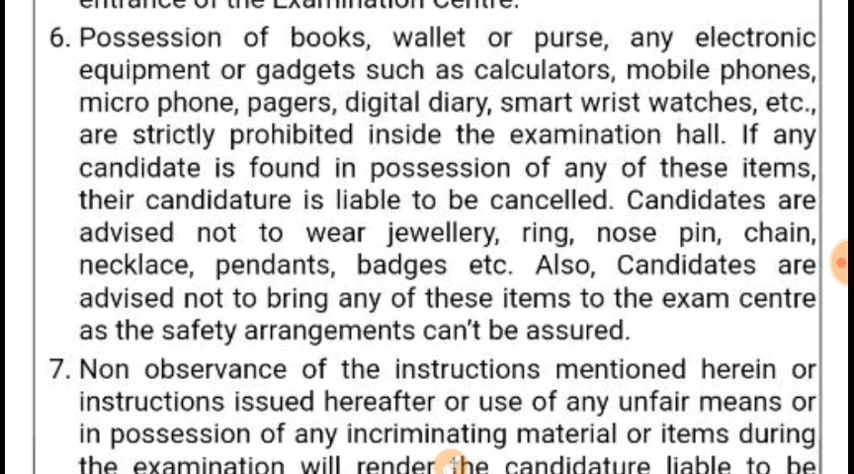 entrance of the Examination Centre.
6. Possession of books, wallet or purse, any electronic
equipment or gadgets such as calculators, mobile phones,
micro phone, pagers, digital diary, smart wrist watches, etc.,
are strictly prohibited inside the examination hall. If any
candidate is found in possession of any of these items,
their candidature is liable to be cancelled. Candidates are
advised not to wear jewellery, ring, nose pin, chain,
necklace, pendants, badges etc. Also, Candidates are
advised not to bring any of these items to the exam centre
as the safety arrangements can't be assured.
7. Non observance of the instructions mentioned herein or
instructions issued hereafter or use of any unfair means or
in possession of any incriminating material or items during
the examination will render the candidature liable to be